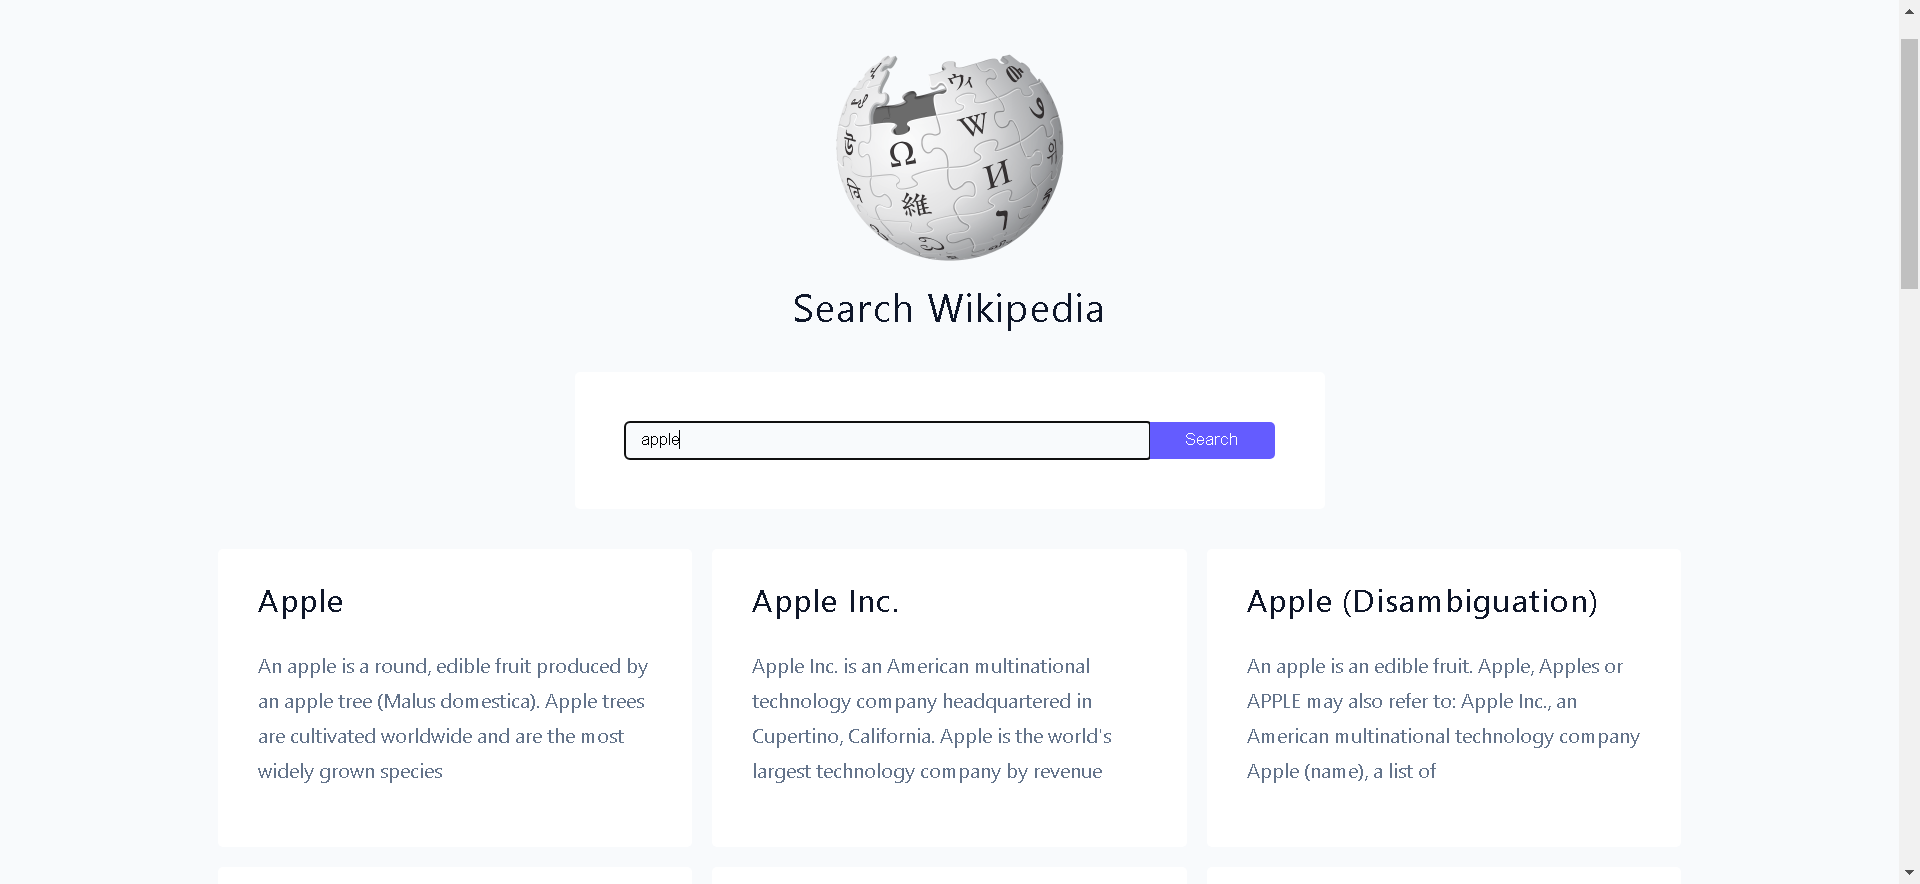 ウィ
W
Ω
И
維
7
Search Wikipedia
apple
Search
Apple
An apple is a round, edible fruit produced by
an apple tree (Malus domestica). Apple trees
are cultivated worldwide and are the most
widely grown species
Apple Inc.
Apple Inc. is an American multinational
technology company headquartered in
Cupertino, California. Apple is the world's
largest technology company by revenue
Apple (Disambiguation)
An apple is an edible fruit. Apple, Apples or
APPLE may also refer to: Apple Inc., an
American multinational technology company
Apple (name), a list of